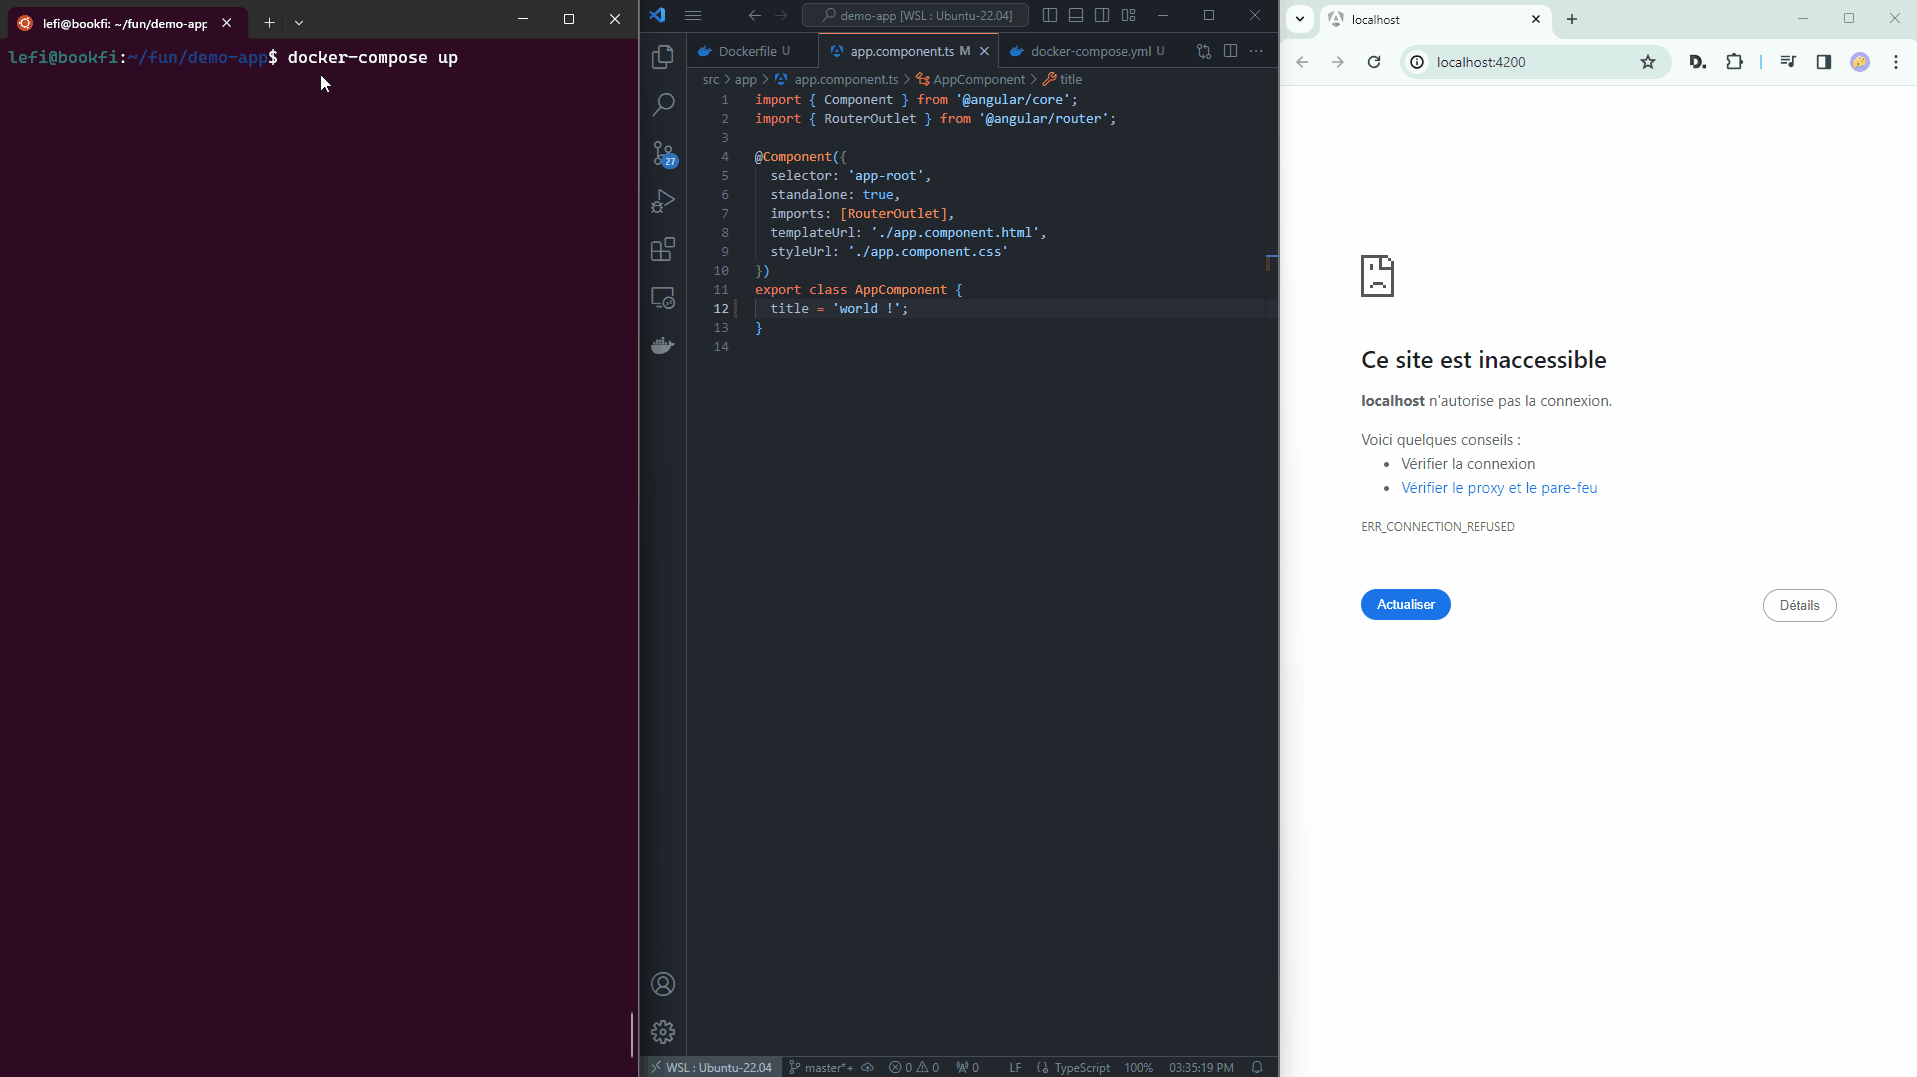 lefi@bookfi: ~/fun/demo-app
lefi@bookfi:~/fun/demo-app$ docker-compose up
demo-app [WSL : Ubuntu-22.04]
Dockerfile U
app.component.ts M
docker-compose.yml U
src > app > app.component.ts > AppComponent > title
1 import { Component } from '@angular/core';
2 import { RouterOutlet } from '@angular/router';
3
4 @Component({
5 selector: 'app-root',
6 standalone: true,
7 imports: [RouterOutlet],
8 templateUrl: './app.component.html',
9 styleUrl: './app.component.css'
10 })
11 export class AppComponent {
12 title = 'world !';
13 }
14
27
WSL : Ubuntu-22.04 master*+ 0 0 0 LF TypeScript 100% 03:35:19 PM
localhost
localhost:4200
D.
Ce site est inaccessible
localhost n'autorise pas la connexion.
Voici quelques conseils :
• Vérifier la connexion
• Vérifier le proxy et le pare-feu
ERR_CONNECTION_REFUSED
Actualiser
Détails